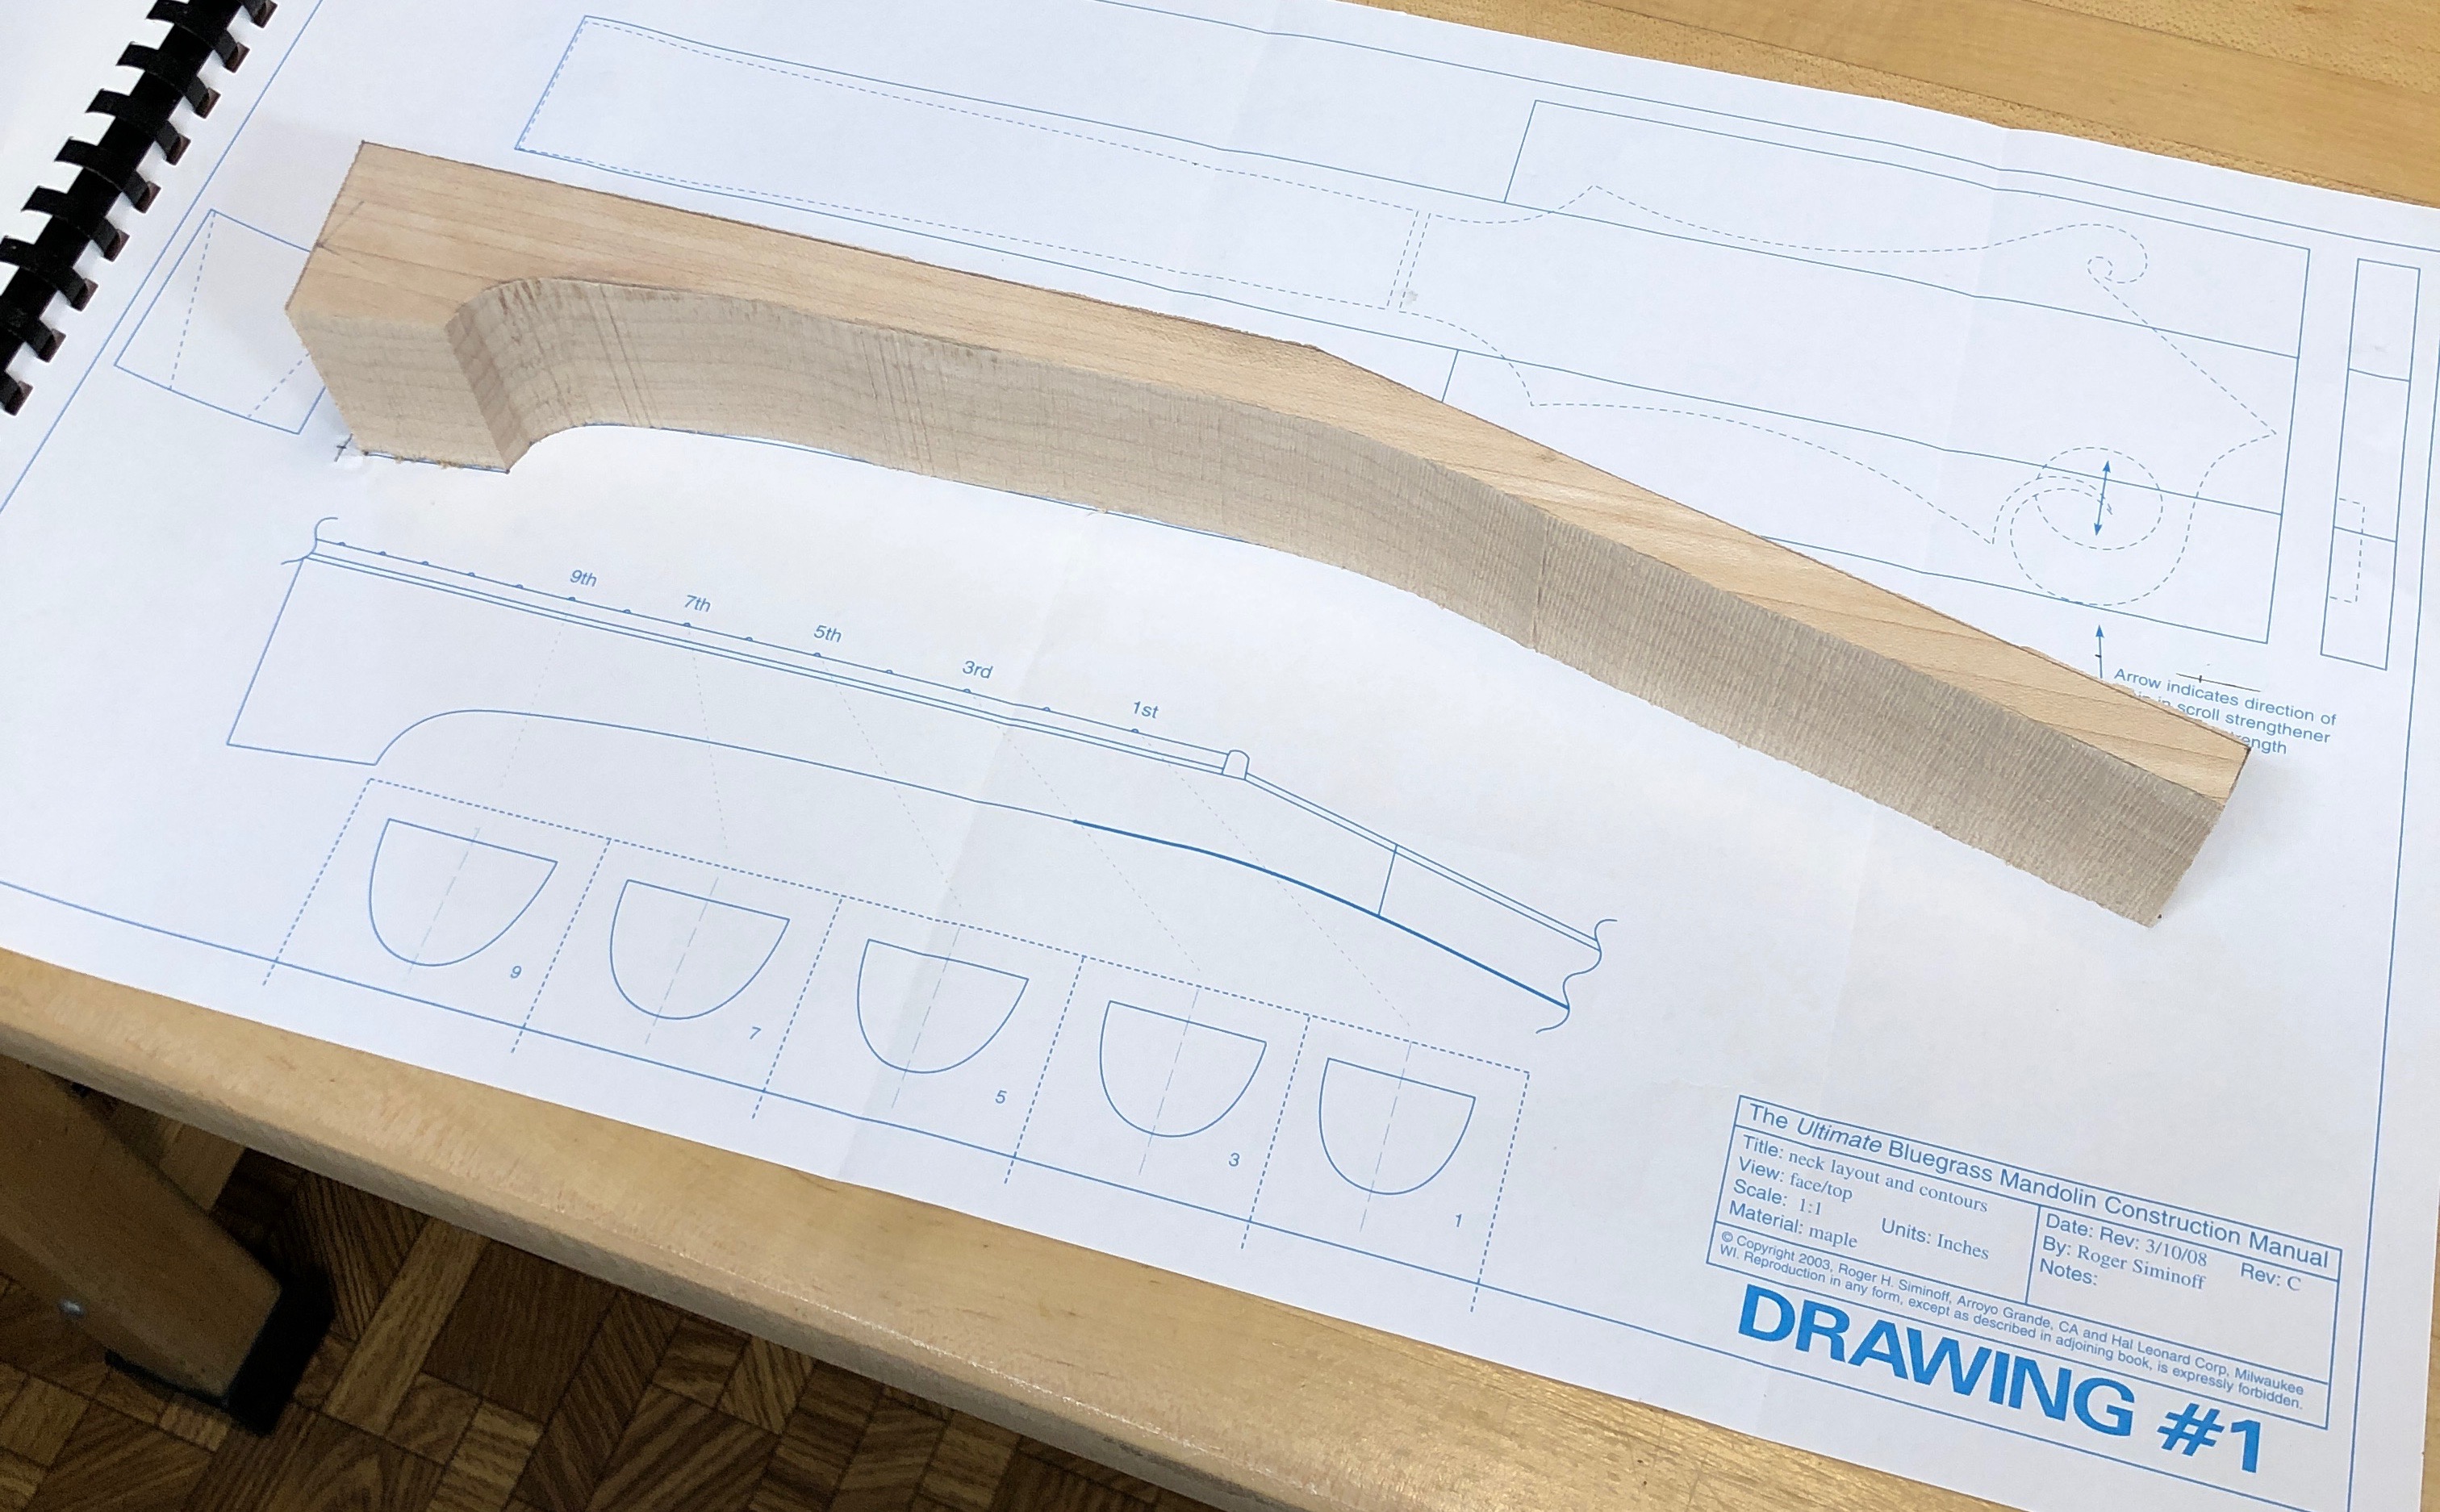 9th
7th
5th
3rd
1st
Arrow indicates direction of
in scroll strengthener
9
7
5
3
1
The Ultimate Bluegrass Mandolin Construction Manual
Title: neck layout and contours
View: face/top
Scale: 1:1
Units: Inches
Material: maple
Date: Rev: 3/10/08
Rev: C
By: Roger Siminoff
Notes:
© Copyright 2003, Roger H. Siminoff, Arroyo Grande, CA and Hal Leonard Corp, Milwaukee
WI. Reproduction in any form, except as described in adjoining book, is expressly forbidden.
DRAWING #1